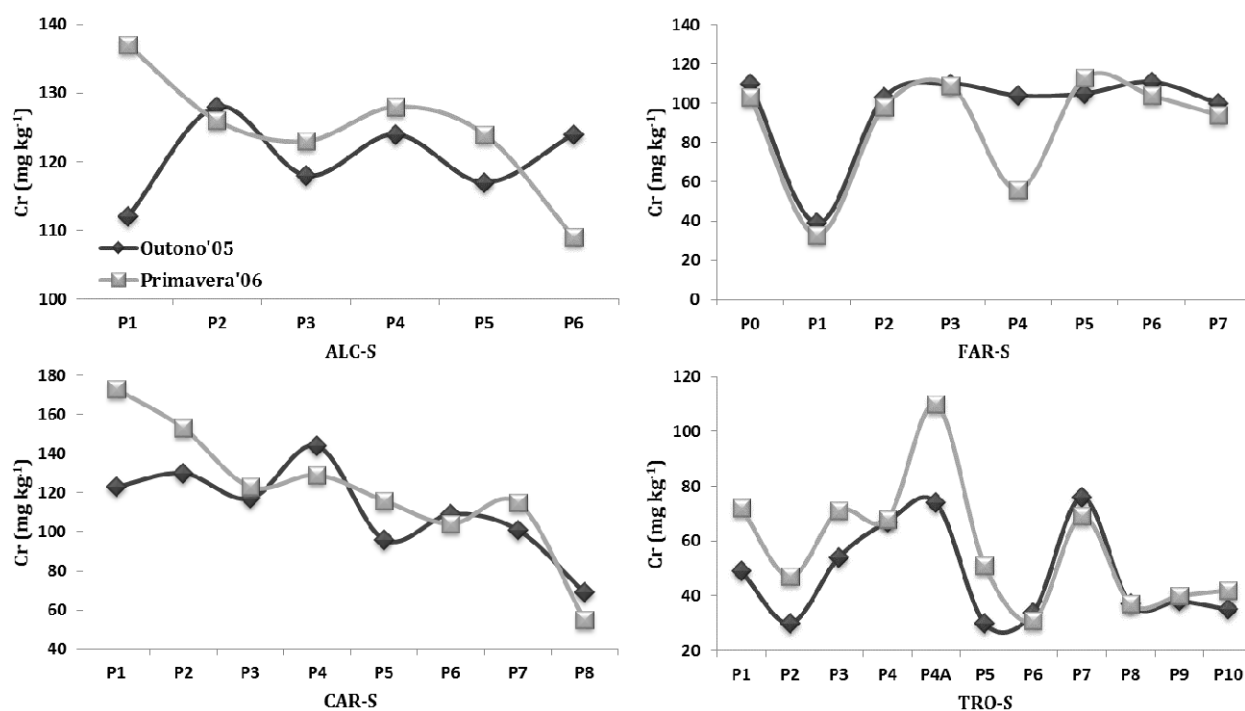 Cr (mg kg-1)
140
130
120
110
100
Outono'05
Primavera'06
P1 P2 P3 P4 P5 P6
ALC-S
Cr (mg kg-1)
140
120
100
80
60
40
20
0
P0 P1 P2 P3 P4 P5 P6 P7
FAR-S
Cr (mg kg-1)
180
160
140
120
100
80
60
40
P1 P2 P3 P4 P5 P6 P7 P8
CAR-S
Cr (mg kg-1)
120
100
80
60
40
20
P1 P2 P3 P4 P4A P5 P6 P7 P8 P9 P10
TRO-S